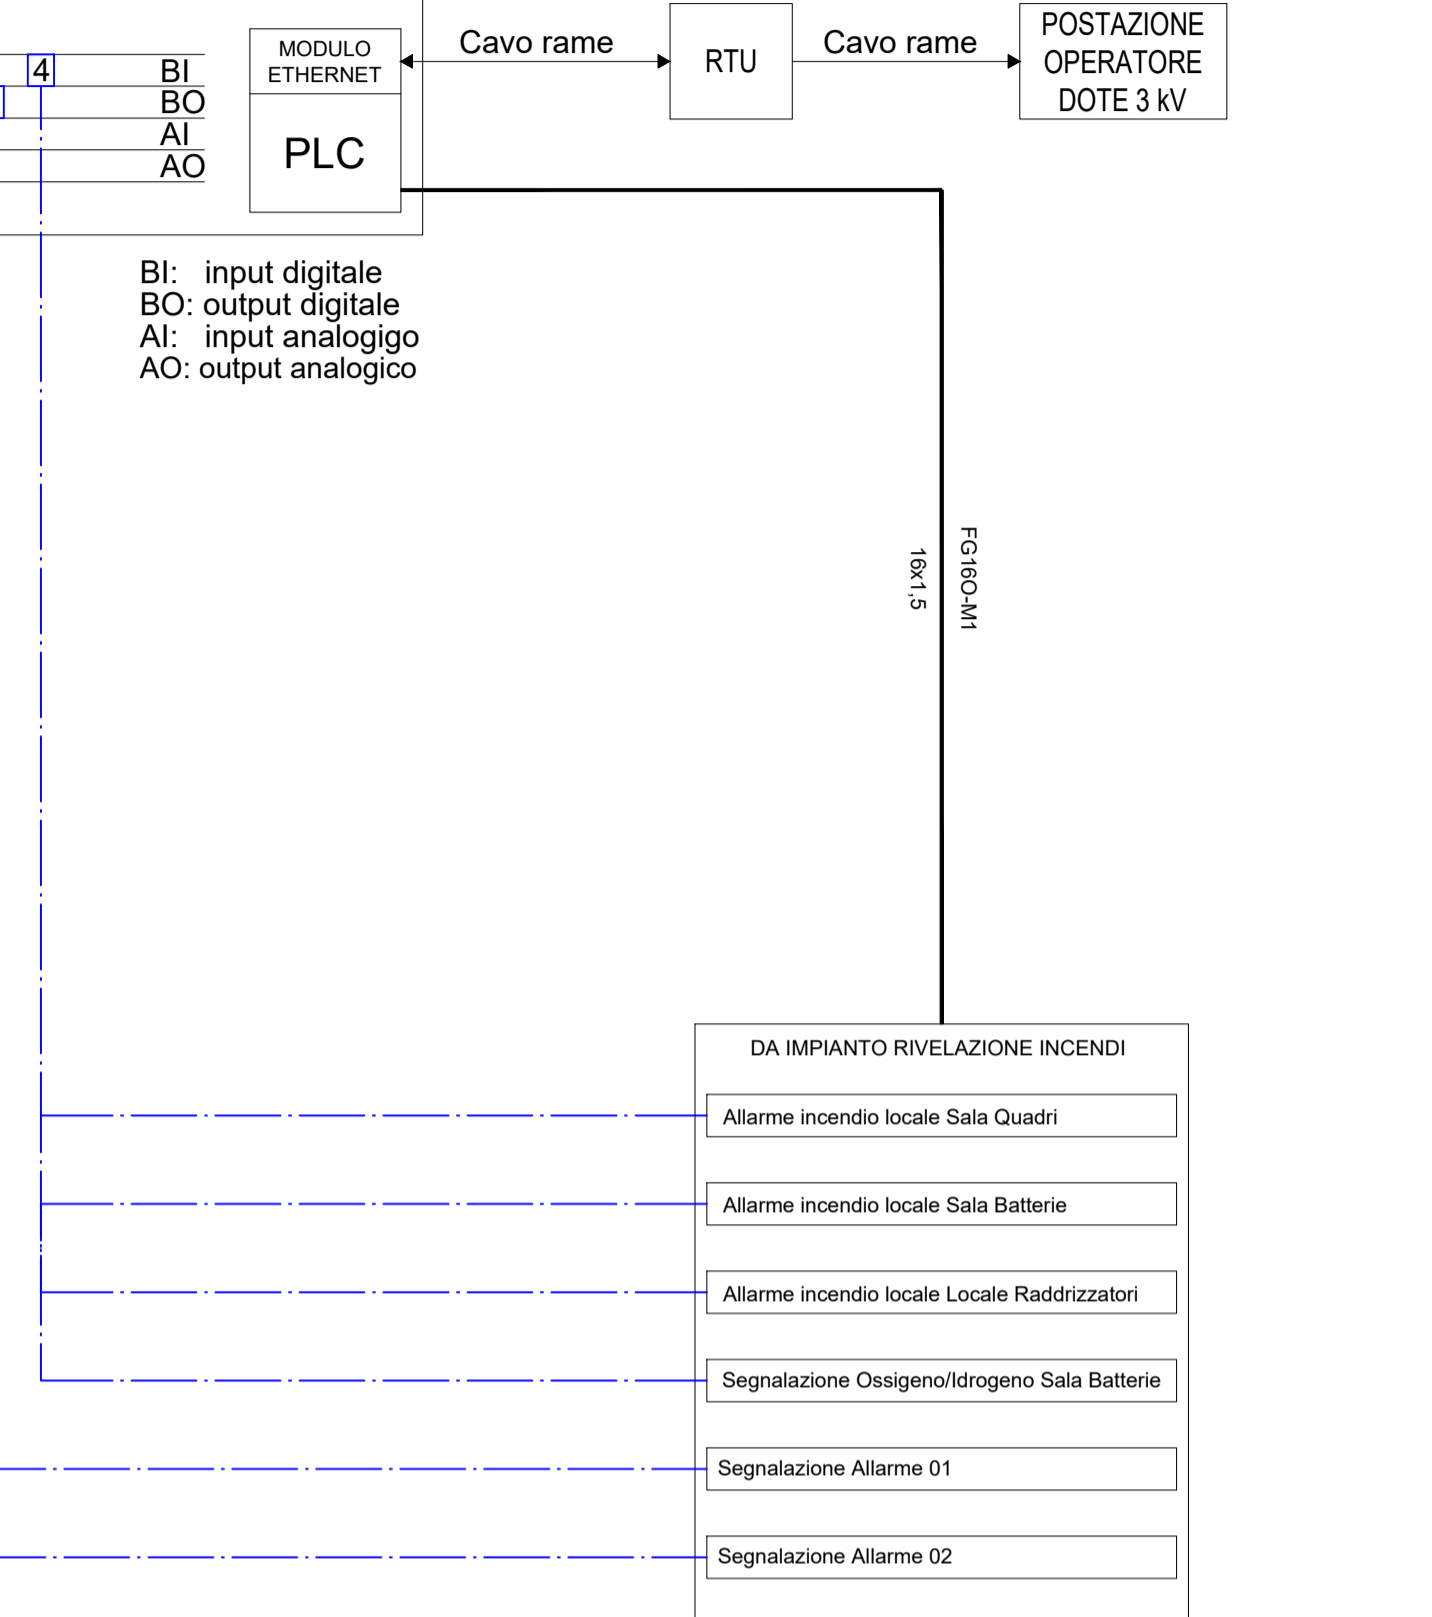 4
BI
BO
AI
AO
MODULO
ETHERNET
PLC
Cavo rame
RTU
Cavo rame
POSTAZIONE
OPERATORE
DOTE 3 kV
BI: input digitale
BO: output digitale
AI: input analogigo
AO: output analogico
FG16O-M1
16x1,5
DA IMPIANTO RIVELAZIONE INCENDI
Allarme incendio locale Sala Quadri
Allarme incendio locale Sala Batterie
Allarme incendio locale Locale Raddrizzatori
Segnalazione Ossigeno/Idrogeno Sala Batterie
Segnalazione Allarme 01
Segnalazione Allarme 02